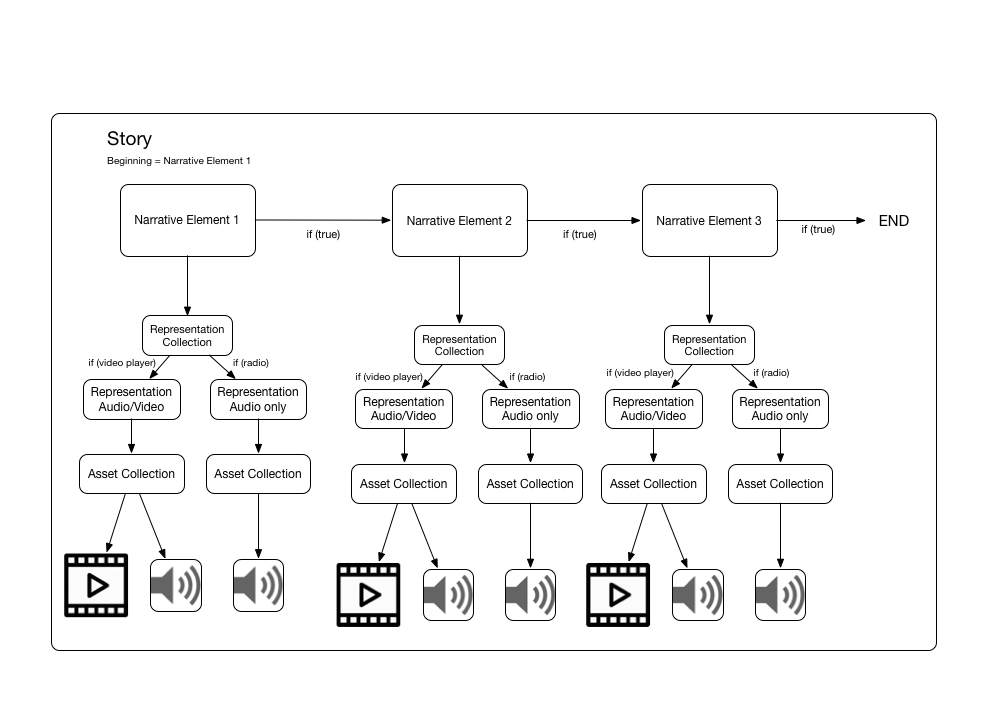 Story
Beginning = Narrative Element 1
Narrative Element 1
if (true)
Narrative Element 2
if (true)
Narrative Element 3
if (true)
END
Representation
Collection
if (video player)
if (radio)
Representation
Audio/Video
Representation
Audio only
Asset Collection
Asset Collection
Representation
Collection
if (video player)
if (radio)
Representation
Audio/Video
Representation
Audio only
Asset Collection
Asset Collection
Representation
Collection
if (video player)
if (radio)
Representation
Audio/Video
Representation
Audio only
Asset Collection
Asset Collection